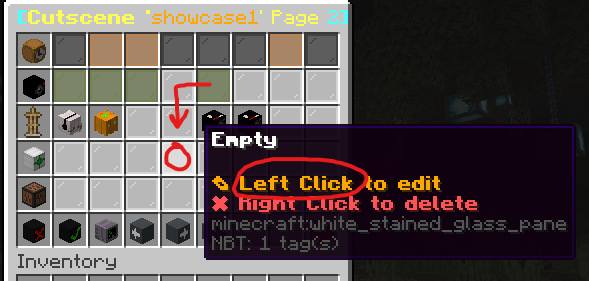 [Cutscene 'showcase1' Page 2]
Empty
✎ Left Click to edit
✖ Right Click to delete
minecraft:white_stained_glass_pane
NBT: 1 tag(s)
Inventory